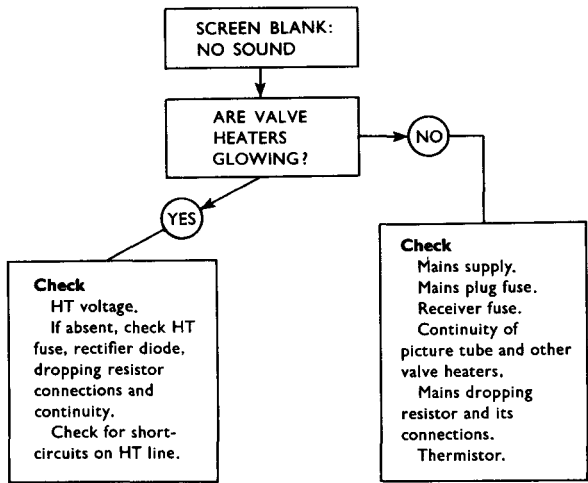 SCREEN BLANK:
NO SOUND
ARE VALVE
HEATERS
GLOWING?
NO
YES
Check
HT voltage.
If absent, check HT
fuse, rectifier diode,
dropping resistor
connections and
continuity.
Check for short-
circuits on HT line.
Check
Mains supply.
Mains plug fuse.
Receiver fuse.
Continuity of
picture tube and other
valve heaters.
Mains dropping
resistor and its
connections.
Thermistor.